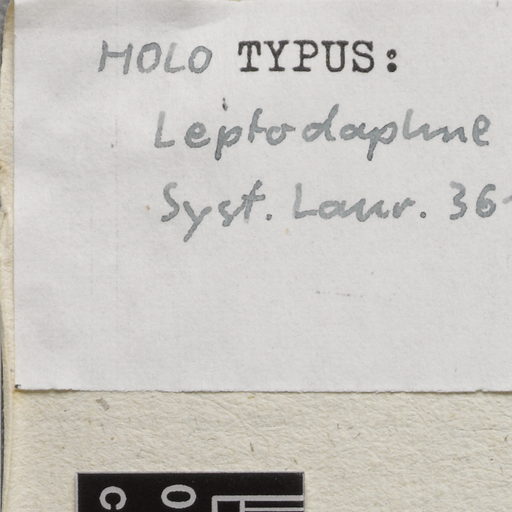 HOLO TYPUS:
Leptodaphne
Syst. Laur. 36
C O